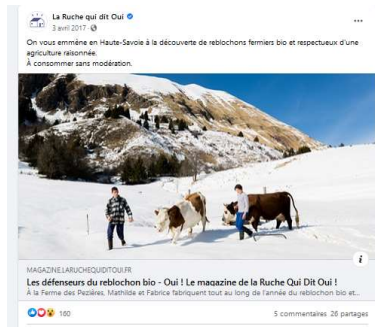 La Ruche qui dit Oui !
3 avril 2017 ·
On vous emmène en Haute-Savoie à la découverte de reblochons fermiers bio et respectueux d'une
agriculture raisonnée.
À consommer sans modération.
MAGAZINE.LARUCHEQUIDITOUI.FR
Les défenseurs du reblochon bio - Oui ! Le magazine de la Ruche Qui Dit Oui !
À la Ferme des Pezières, Mathilde et Fabrice fabriquent tout au long de l'année du reblochon bio et...
160
5 commentaires 26 partages